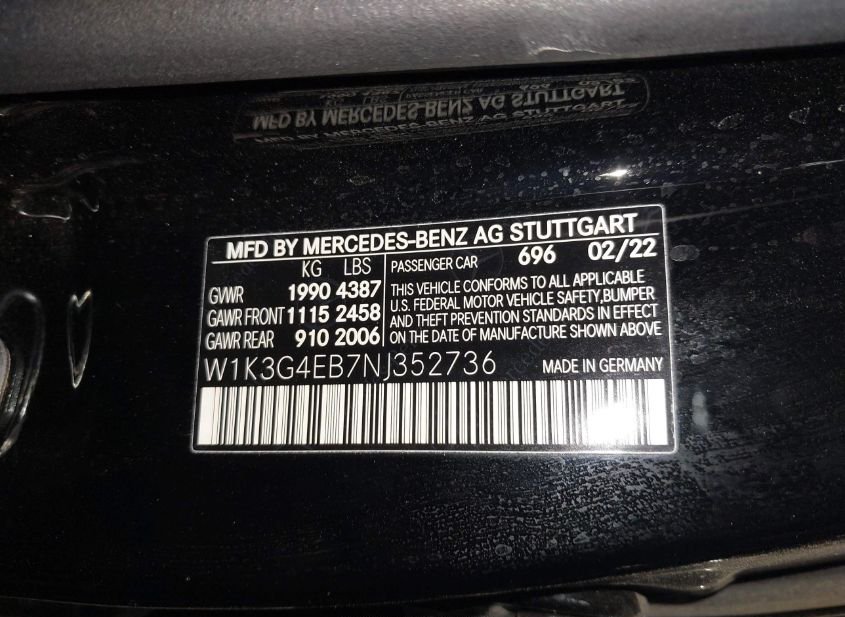 MFD BY MERCEDES-BENZ AG STUTTGART
KG LBS PASSENGER CAR 696 02/22
GVWR 1990 4387
GAWR FRONT 1115 2458
GAWR REAR 910 2006
THIS VEHICLE CONFORMS TO ALL APPLICABLE
U.S. FEDERAL MOTOR VEHICLE SAFETY, BUMPER
AND THEFT PREVENTION STANDARDS IN EFFECT
ON THE DATE OF MANUFACTURE SHOWN ABOVE
W1K3G4EB7NJ352736 MADE IN GERMANY